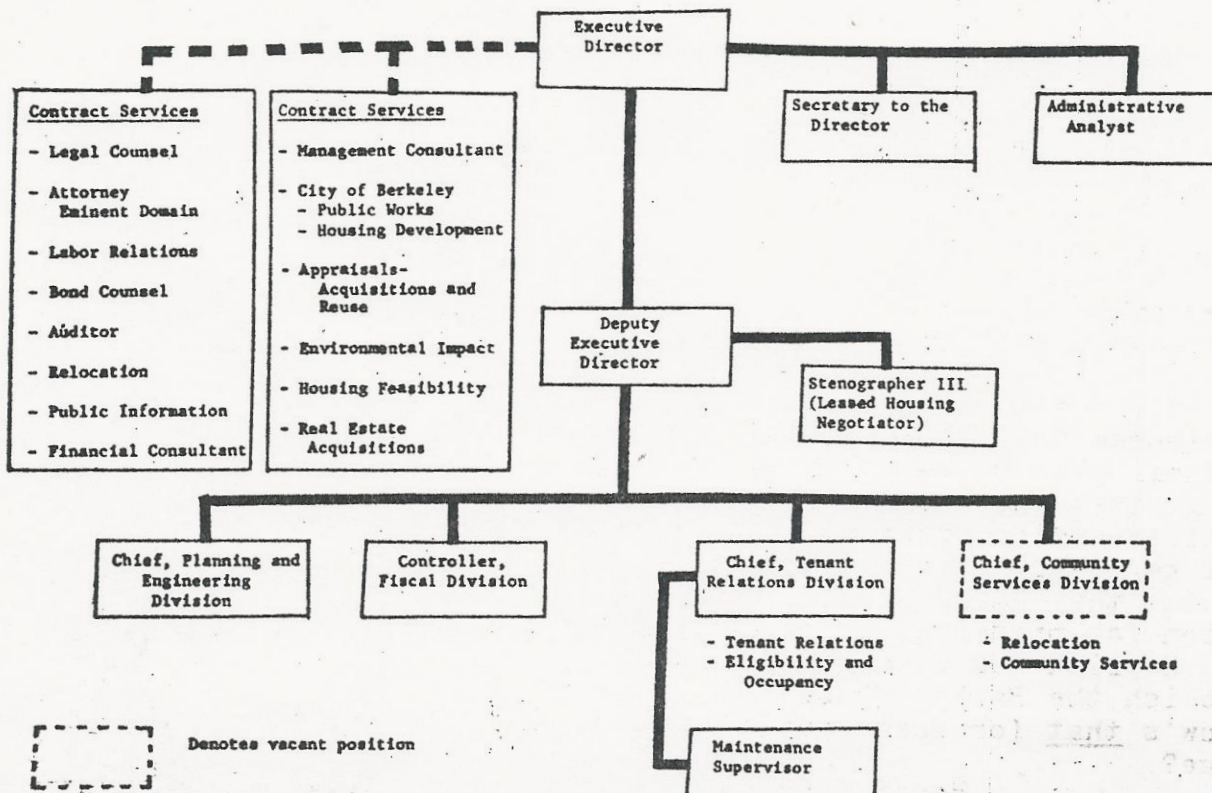 Executive
Director
Contract Services
- Legal Counsel
- Attorney
Eminent Domain
- Labor Relations
- Bond Counsel
- Auditor
- Relocation
- Public Information
- Financial Consultant
Contract Services
- Management Consultant
- City of Berkeley
- Public Works
- Housing Development
- Appraisals-
Acquisitions and
Reuse
- Environmental Impact
- Housing Feasibility
- Real Estate
Acquisitions
Secretary to the
Director
Administrative
Analyst
Deputy
Executive
Director
Stenographer III
(Leased Housing
Negotiator)
Chief, Planning and
Engineering
Division
Controller,
Fiscal Division
Chief, Tenant
Relations Division
- Tenant Relations
- Eligibility and
Occupancy
Chief, Community
Services Division
- Relocation
- Community Services
Maintenance
Supervisor
Denotes vacant position